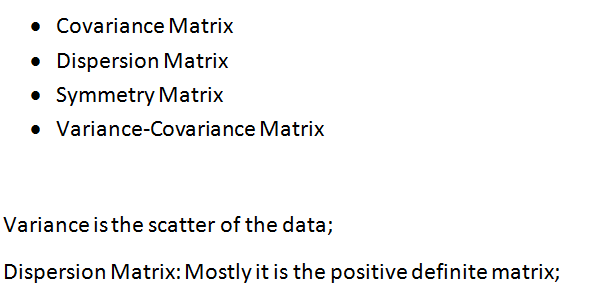 • Covariance Matrix
• Dispersion Matrix
• Symmetry Matrix
• Variance-Covariance Matrix
Variance is the scatter of the data;
Dispersion Matrix: Mostly it is the positive definite matrix;